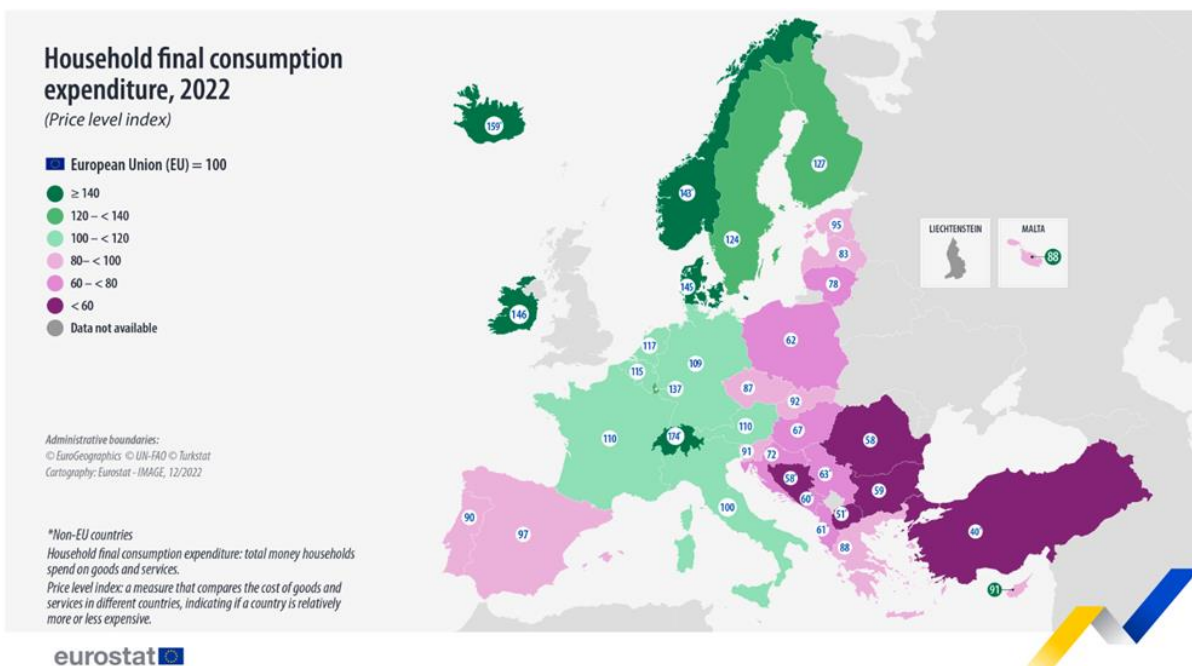 Household final consumption
expenditure, 2022
(Price level index)
European Union (EU) = 100
≥ 140
120 – < 140
100 – < 120
80– < 100
60 – < 80
< 60
Data not available
Administrative boundaries:
© EuroGeographics © UN-FAO © Turkstat
Cartography: Eurostat - IMAGE, 12/2022
*Non-EU countries
Household final consumption expenditure: total money households
spend on goods and services.
Price level index: a measure that compares the cost of goods and
services in different countries, indicating if a country is relatively
more or less expensive.
eurostat
159*
143*
127
124
95
83
78
LIECHTENSTEIN
MALTA
88
145
146
117
115
109
137
62
87
92
110
174*
110
67
58
91
72
58*
63*
60*
59
51*
61*
100
90
97
88
40*
91